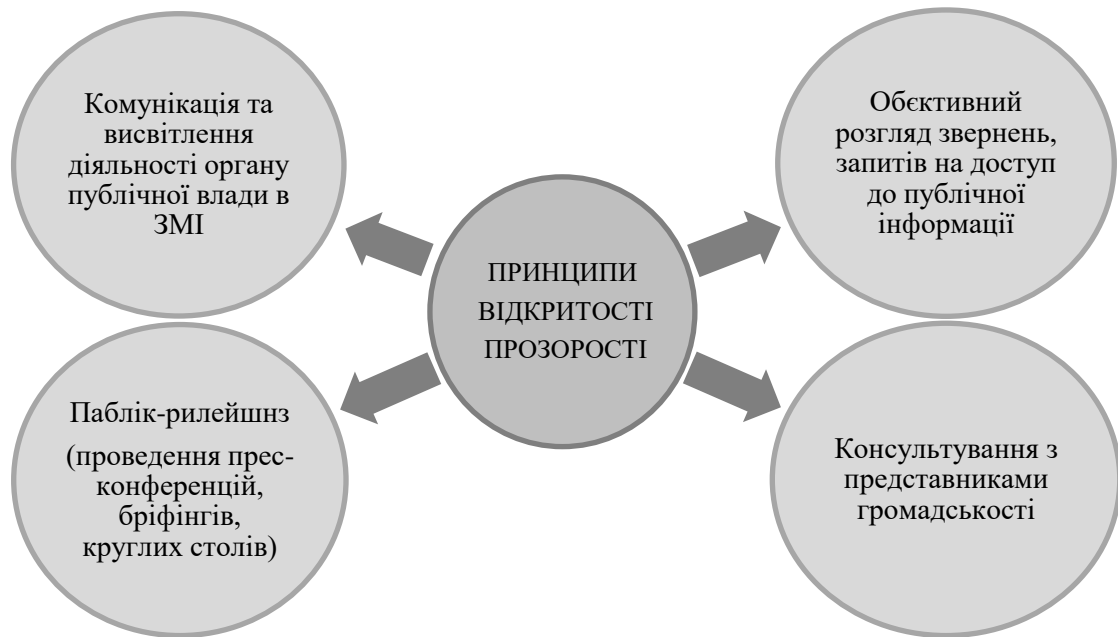 Комунікація та
висвітлення
діяльності органу
публічної влади в
ЗМІ
Обєктивний
розгляд звернень,
запитів на доступ
до публічної
інформації
ПРИНЦИПИ
ВІДКРИТОСТІ
ПРОЗОРОСТІ
Паблік-рилейшнз
(проведення прес-
конференцій,
бріфінгів,
круглих столів)
Консультування з
представниками
громадськості